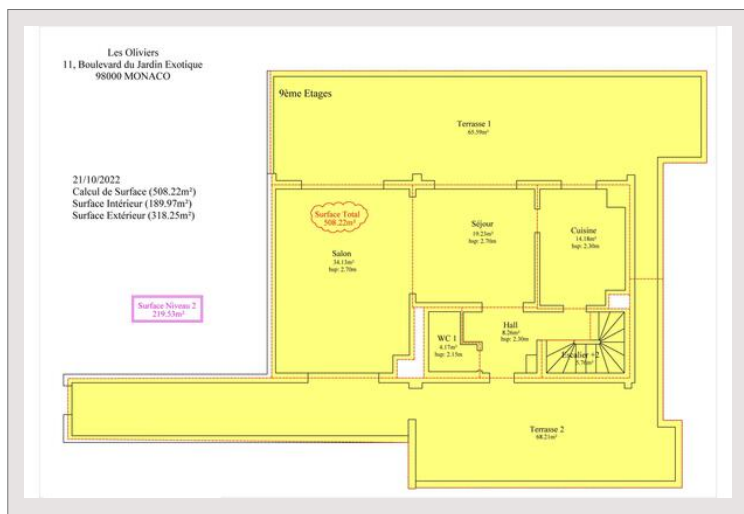 Les Oliviers
11, Boulevard du Jardin Exotique
98000 MONACO
9ème Etages
Terrasse 1
65.59m²
21/10/2022
Calcul de Surface (508.22m²)
Surface Intérieur (189.97m²)
Surface Extérieur (318.25m²)
Surface Total
508.22m²
Salon
34.13m²
hsp: 2.70m
Séjour
19.23m²
hsp: 2.70m
Cuisine
14.18m²
hsp: 2.30m
Surface Niveau 2
219.53m²
WC 1
4.17m²
hsp: 2.15m
Hall
8.26m²
hsp: 2.30m
Escalier +2
5.76m²
Terrasse 2
68.21m²